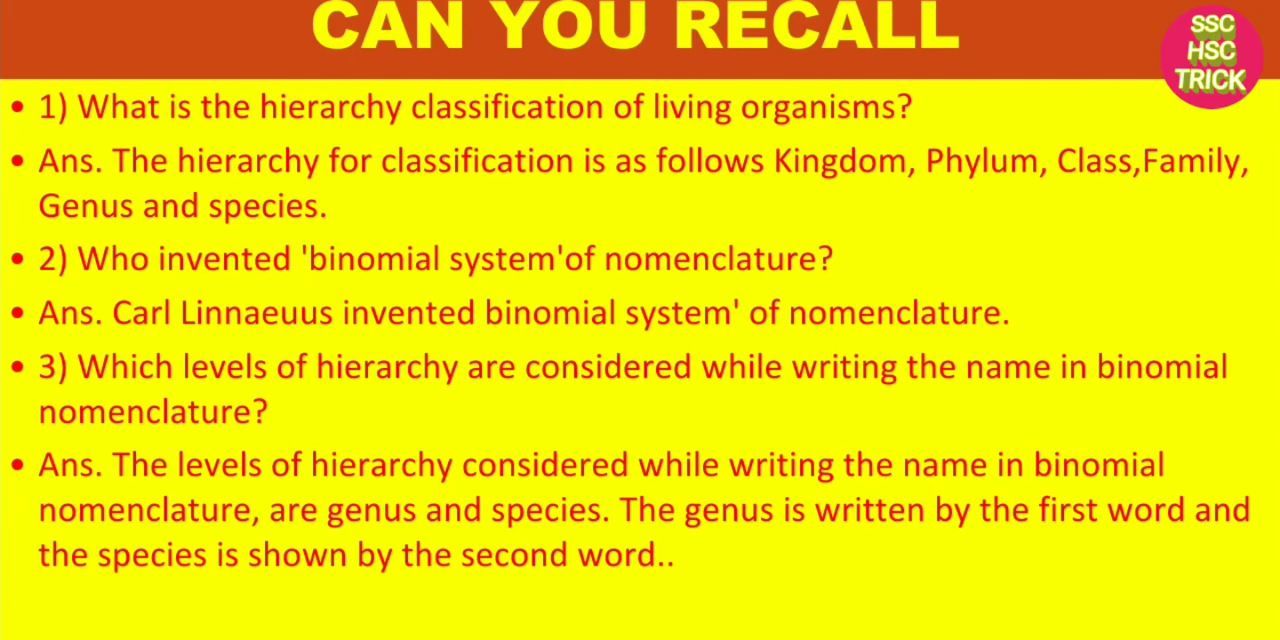 CAN YOU RECALL
SSC
HSC
TRICK
• 1) What is the hierarchy classification of living organisms?
• Ans. The hierarchy for classification is as follows Kingdom, Phylum, Class,Family,
Genus and species.
• 2) Who invented 'binomial system'of nomenclature?
• Ans. Carl Linnaeuus invented binomial system' of nomenclature.
• 3) Which levels of hierarchy are considered while writing the name in binomial
nomenclature?
• Ans. The levels of hierarchy considered while writing the name in binomial
nomenclature, are genus and species. The genus is written by the first word and
the species is shown by the second word..